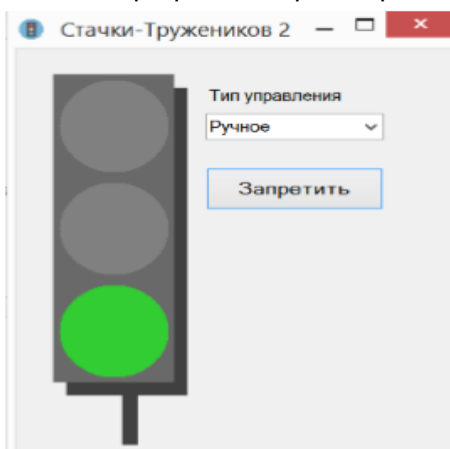 Стачки-Тружеников 2
Тип управления
Ручное
Запретить